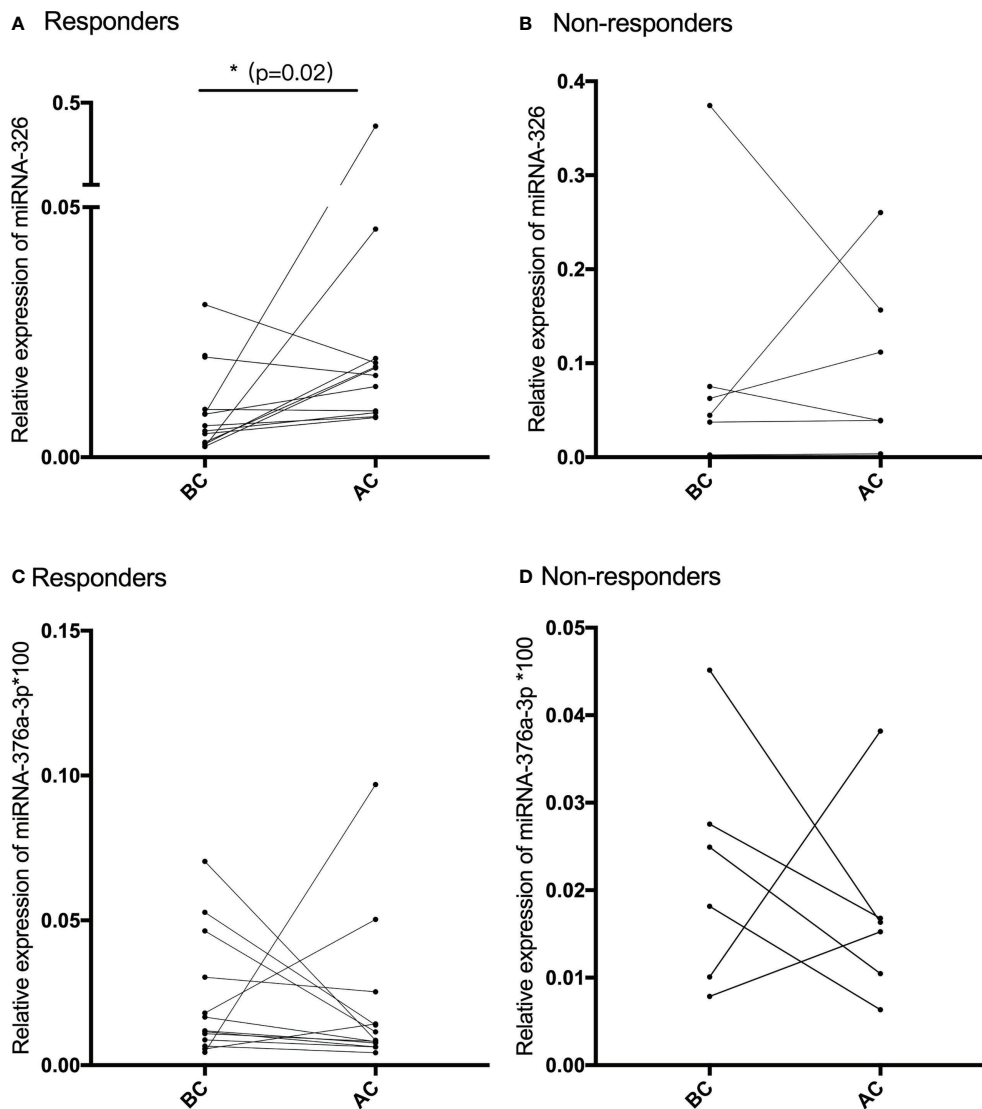 A Responders
* (p=0.02)
Relative expression of miRNA-326
0.5
0.05
0.00
BC
AC
B Non-responders
Relative expression of miRNA-326
0.4
0.3
0.2
0.1
0.0
BC
AC
C Responders
Relative expression of miRNA-376a-3p*100
0.15
0.10
0.05
0.00
BC
AC
D Non-responders
Relative expression of miRNA-376a-3p *100
0.05
0.04
0.03
0.02
0.01
0.00
BC
AC